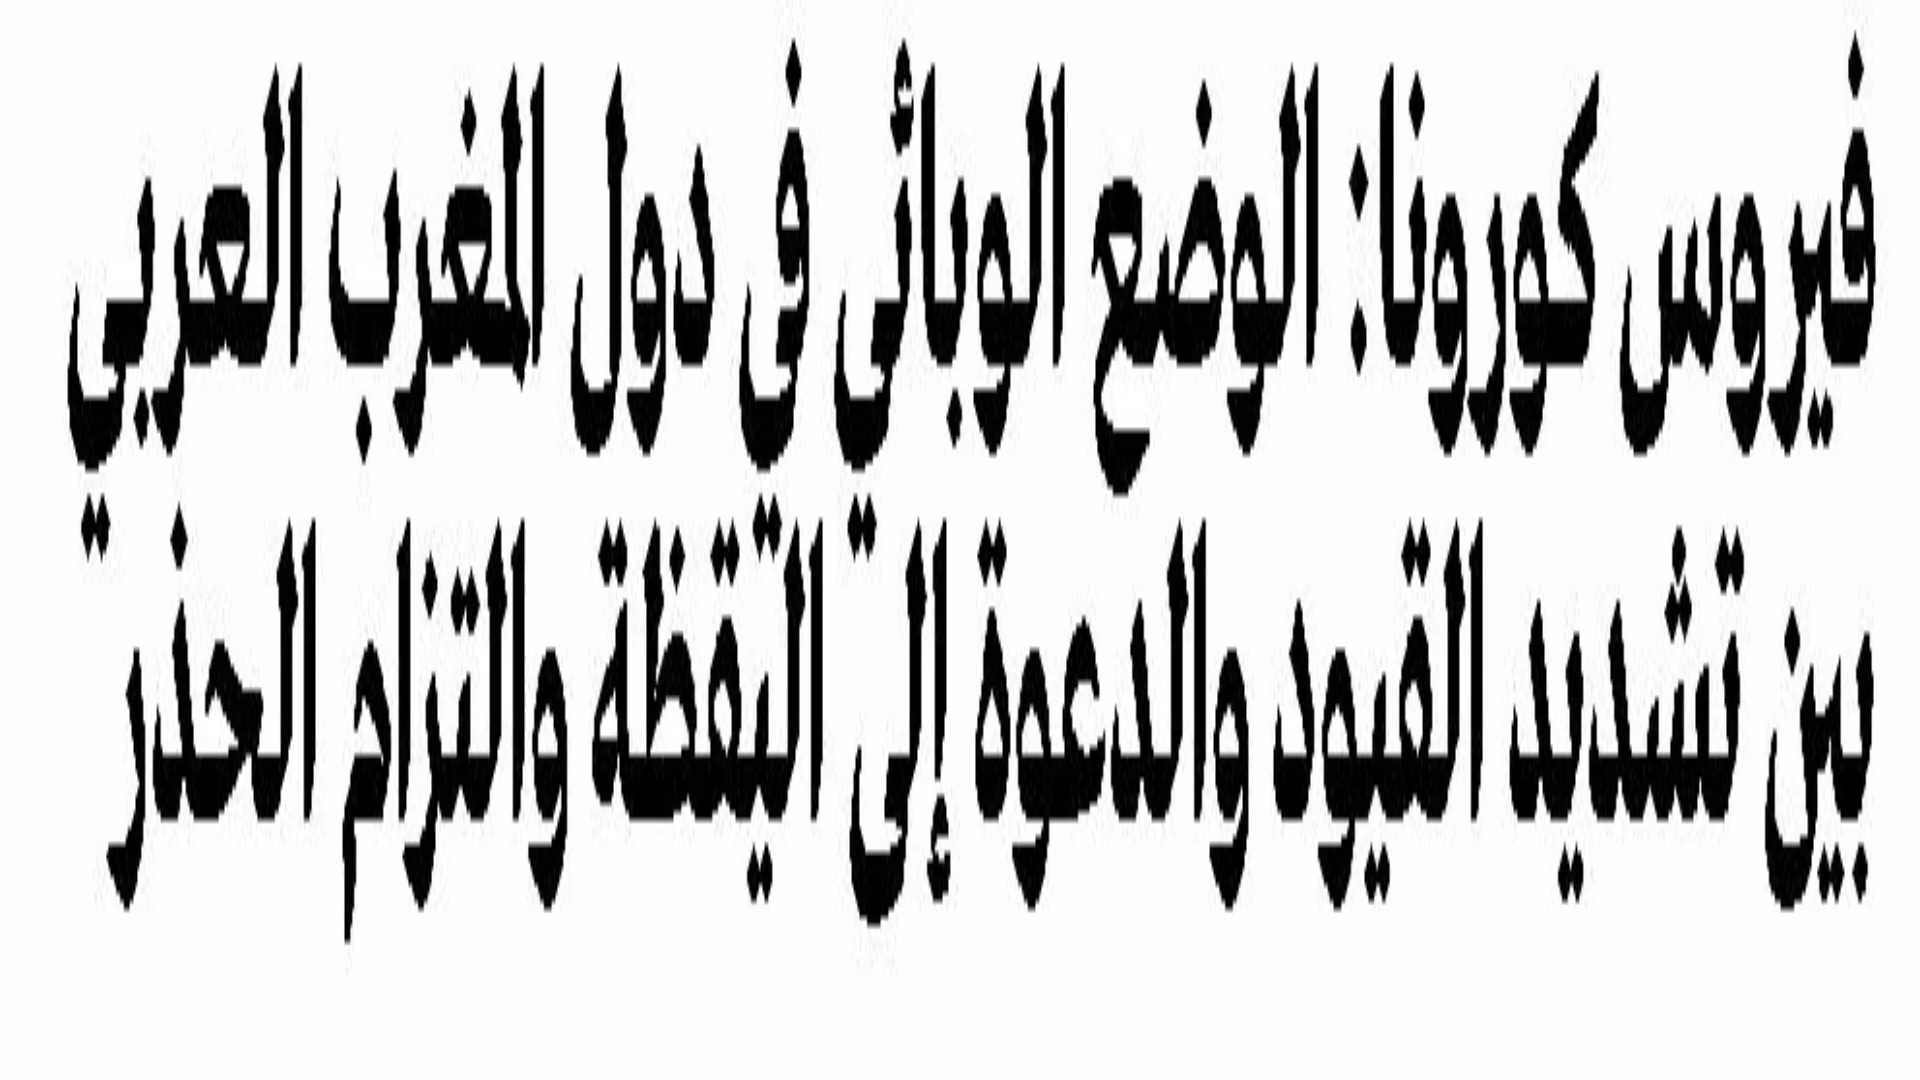 فيروس كورونا: الوضع الوبائي في دول المغرب العربي
بين تشديد القيود والدعوة إلى اليقظة والتزام الحذر